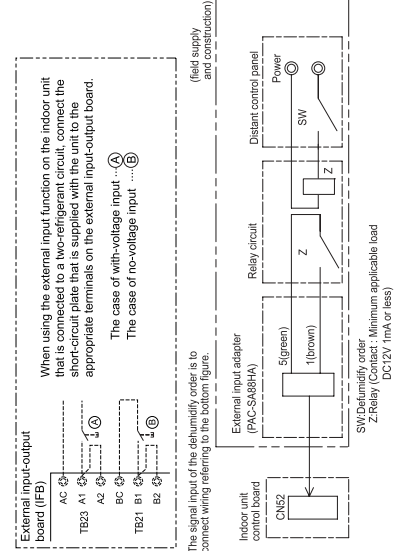 External input-output
board (IFB)
AC
A1
A2
BC
B1
B2
TB23
TB21
A
B
When using the external input function on the indoor unit
that is connected to a two-refrigerant circuit, connect the
short-circuit plate that is supplied with the unit to the
appropriate terminals on the external input-output board.
The case of with-voltage input ····A
The case of no-voltage input ····B
The signal input of the dehumidify order is to
connect wiring referring to the bottom figure.
(field supply
and construction)
Indoor unit
control board
CN52
External input adapter
(PAC-SA88HA)
5(green)
1(brown)
Relay circuit
Z
Z
Distant control panel
Power
SW
SW:Defumidify order
Z:Relay (Contact : Minimum applicable load
DC12V 1mA or less)